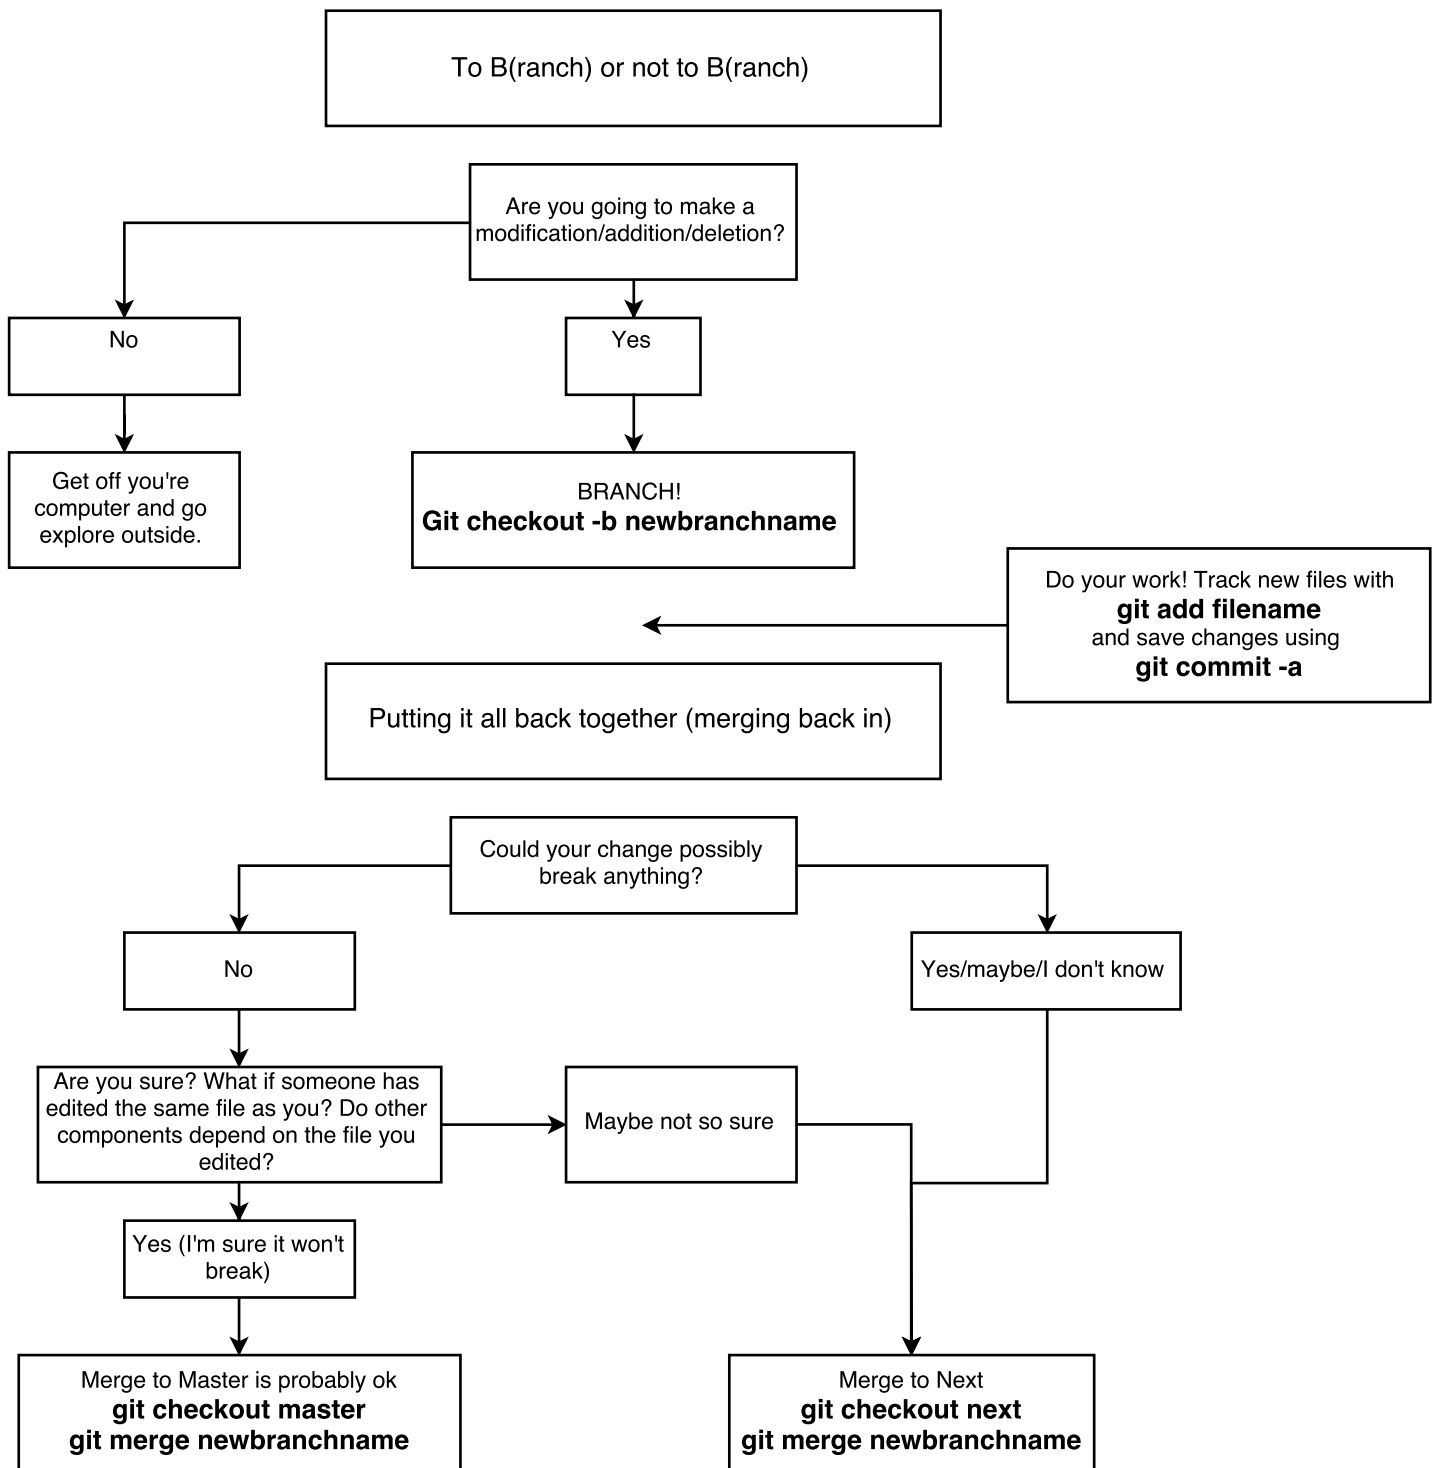 To B(ranch) or not to B(ranch)
Are you going to make a
modification/addition/deletion?
No
Yes
Get off you're
computer and go
explore outside.
BRANCH!
Git checkout -b newbranchname
Do your work! Track new files with
git add filename
and save changes using
git commit -a
Putting it all back together (merging back in)
Could your change possibly
break anything?
No
Yes/maybe/I don't know
Are you sure? What if someone has
edited the same file as you? Do other
components depend on the file you
edited?
Maybe not so sure
Yes (I'm sure it won't
break)
Merge to Master is probably ok
git checkout master
git merge newbranchname
Merge to Next
git checkout next
git merge newbranchname